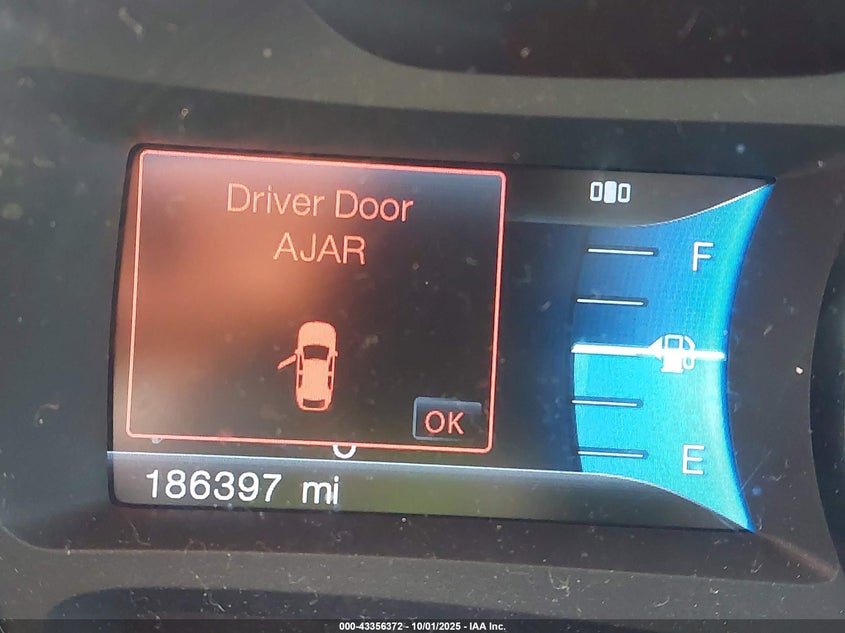 Driver Door
AJAR
F
OK
E
186397 mi
000-43356372 - 10/01/2025 - IAA Inc.